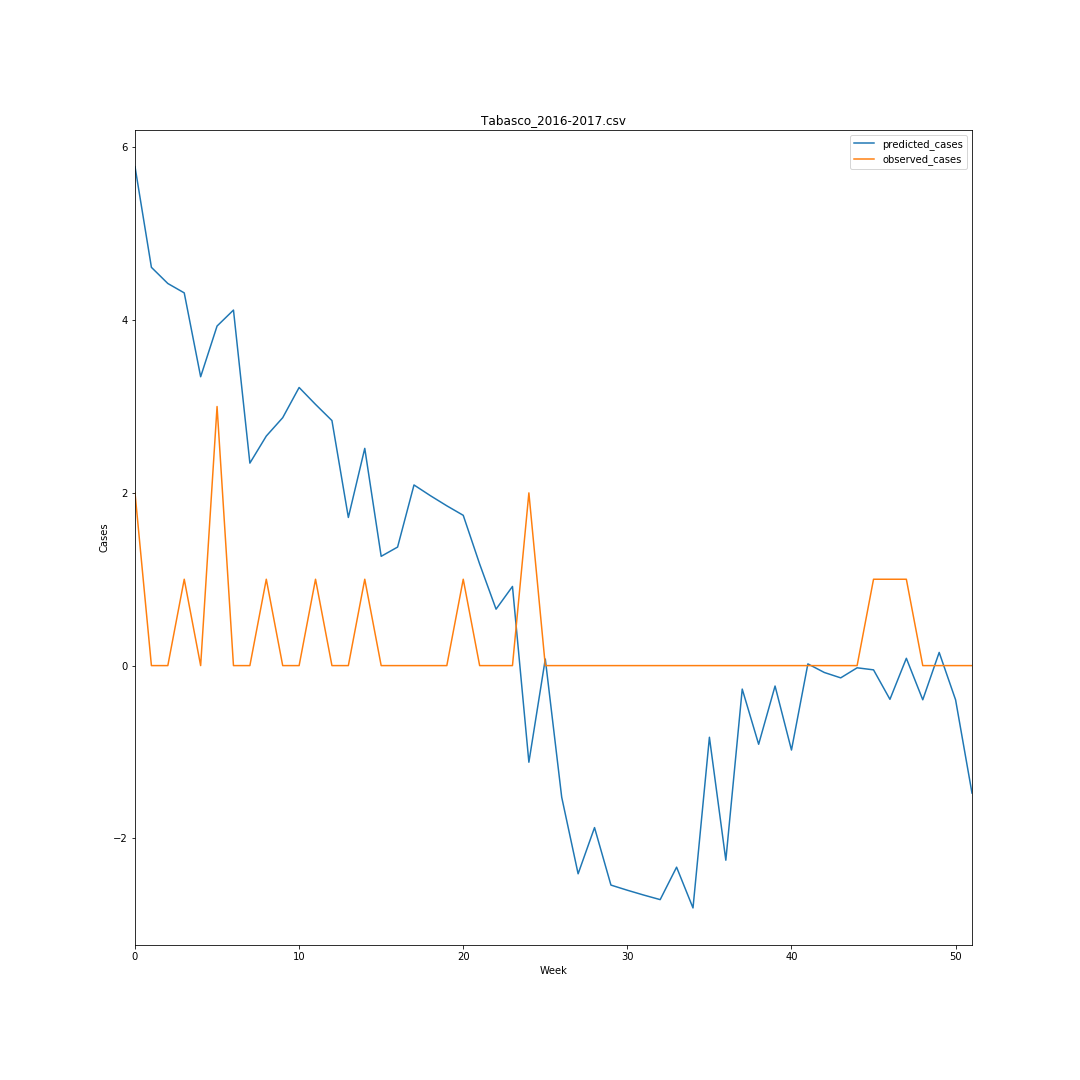 Tabasco_2016-2017.csv
predicted_cases
observed_cases
6
4
2
0
−2
Cases
0 10 20 30 40 50
Week